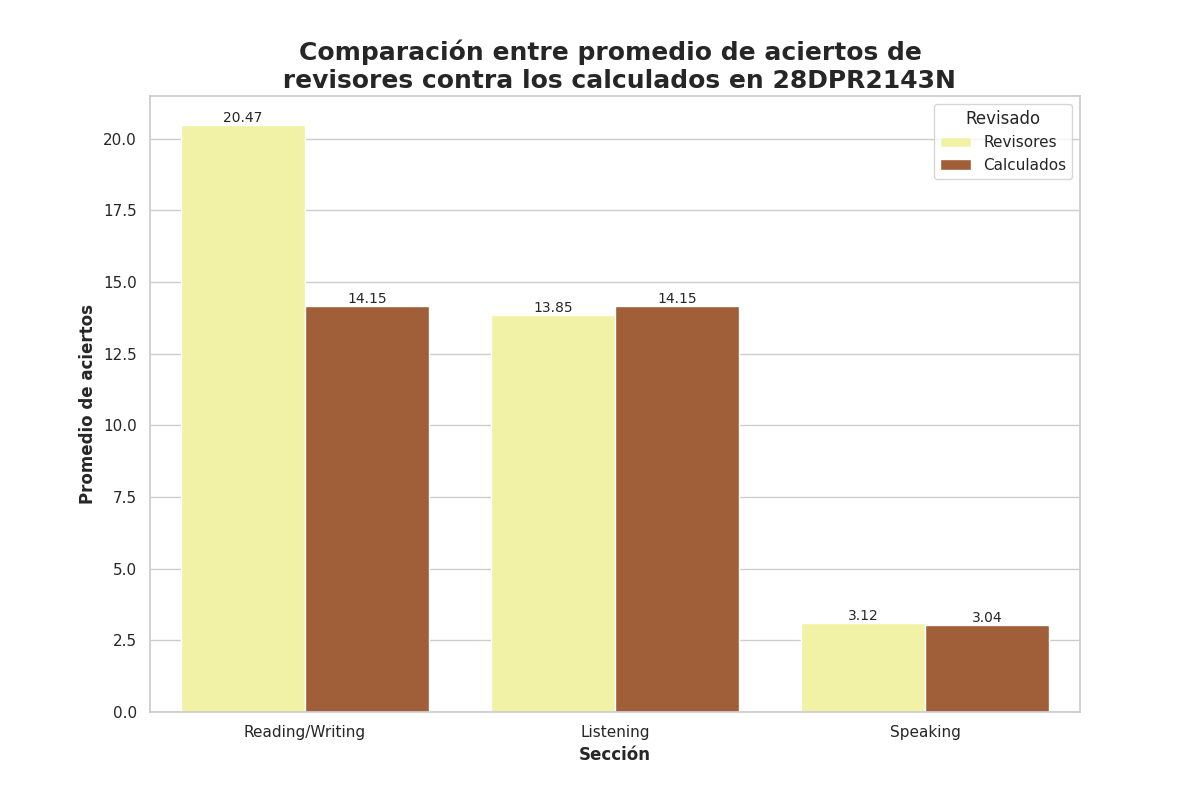 Comparación entre promedio de aciertos de
revisores contra los calculados en 28DPR2143N
Revisado
Revisores
Calculados
20.47
14.15
13.85
14.15
3.12
3.04
20.0
17.5
15.0
12.5
10.0
7.5
5.0
2.5
0.0
Promedio de aciertos
Reading/Writing
Listening
Speaking
Sección